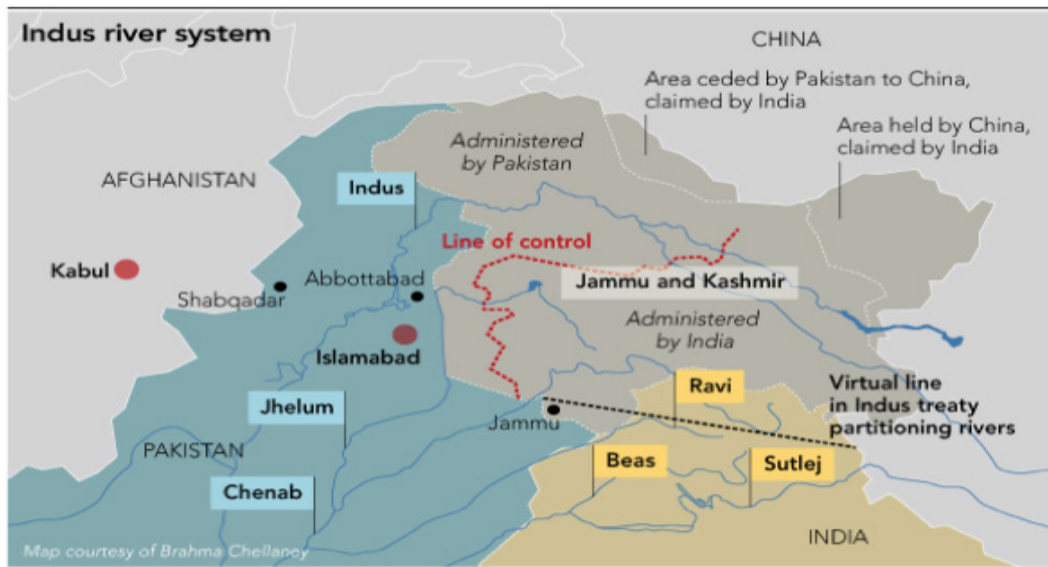 Indus river system
CHINA
Area ceded by Pakistan to China,
claimed by India
Area held by China,
claimed by India
Administered
by Pakistan
AFGHANISTAN
Indus
Line of control
Kabul
Abbottabad
Shabqadar
Jammu and Kashmir
Administered
by India
Islamabad
Ravi
Virtual line
in Indus treaty
partitioning rivers
Jhelum
Jammu
PAKISTAN
Beas
Sutlej
Chenab
INDIA
Map courtesy of Brahma Chellaney